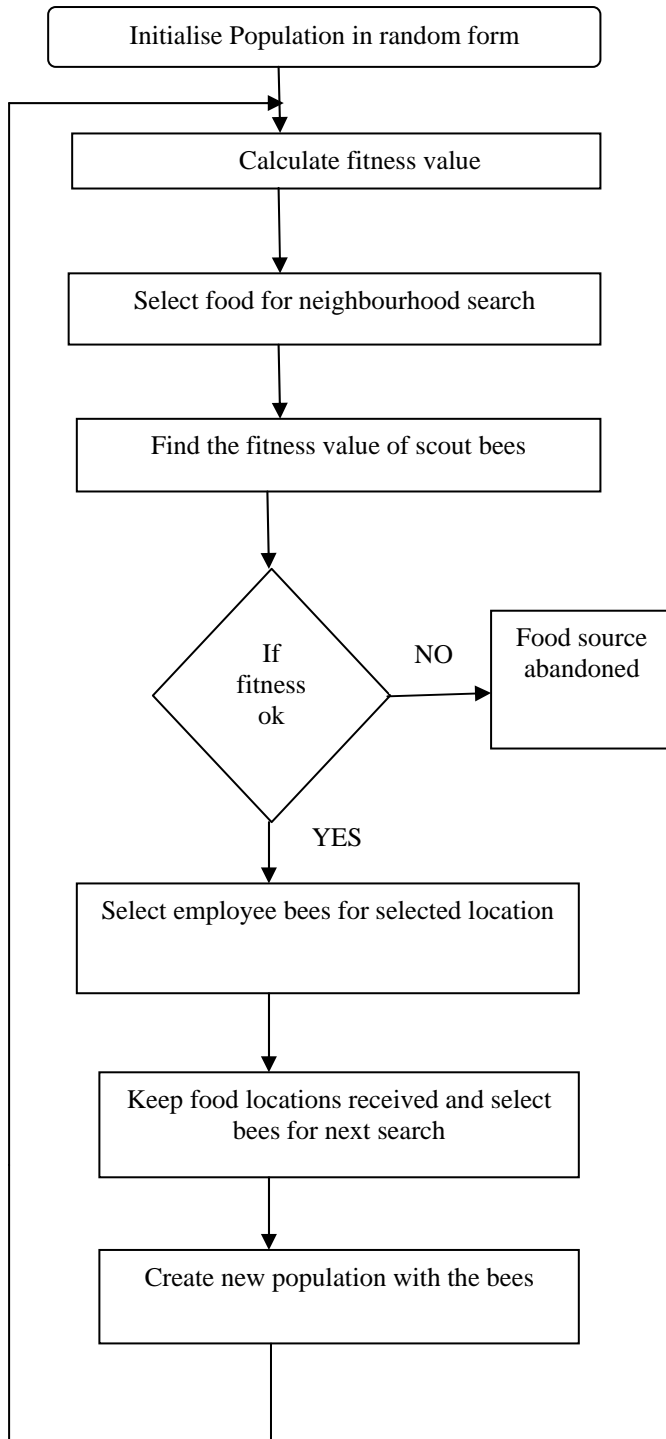 Initialise Population in random form
Calculate fitness value
Select food for neighbourhood search
Find the fitness value of scout bees
If
fitness
ok
NO
Food source
abandoned
YES
Select employee bees for selected location
Keep food locations received and select
bees for next search
Create new population with the bees